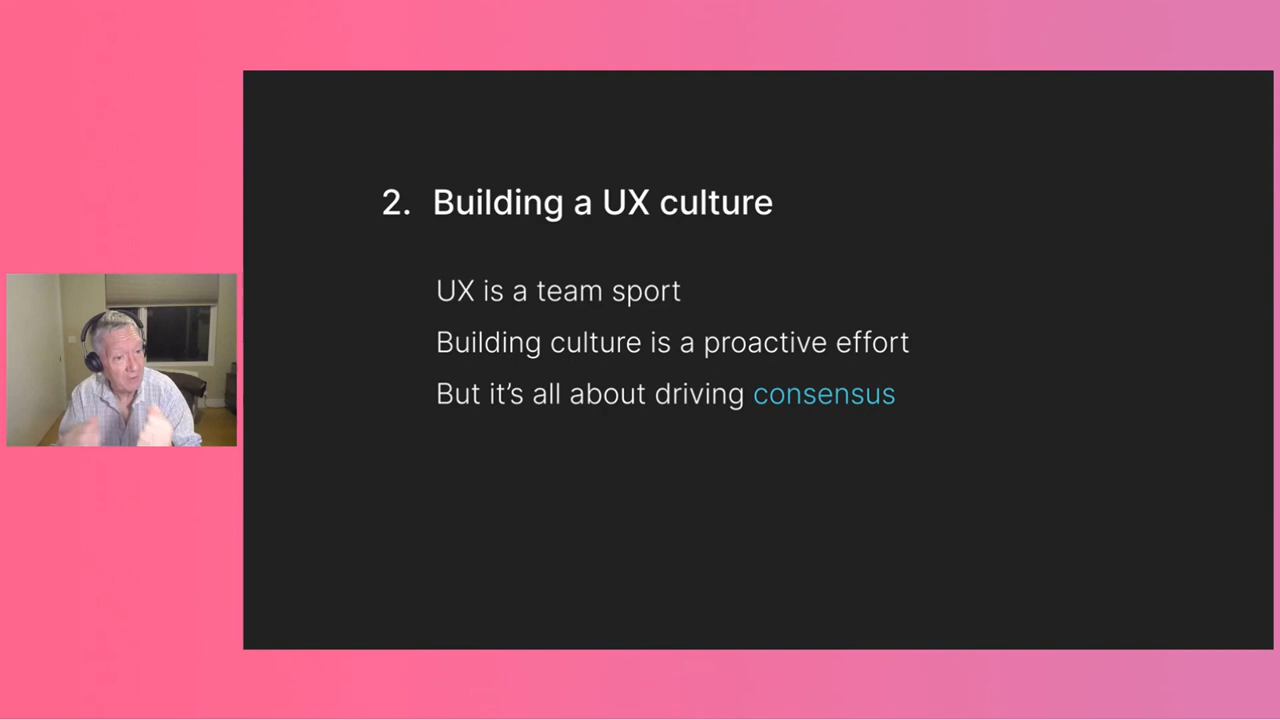 2. Building a UX culture
UX is a team sport
Building culture is a proactive effort
But it’s all about driving consensus